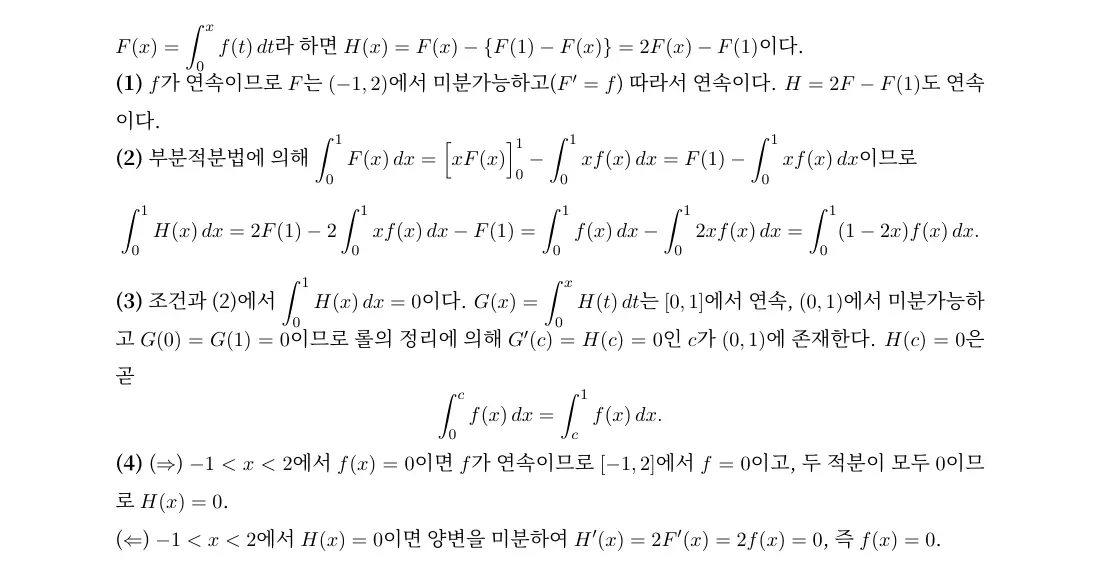 F(x) = ∫_0^x f(t) dt라 하면 H(x) = F(x) − {F(1) − F(x)} = 2F(x) − F(1)이다.
(1) f가 연속이므로 F는 (−1, 2)에서 미분가능하고(F′ = f) 따라서 연속이다. H = 2F − F(1)도 연속
이다.
(2) 부분적분법에 의해 ∫_0^1 F(x) dx = [xF(x)]_0^1 − ∫_0^1 xf(x) dx = F(1) − ∫_0^1 xf(x) dx이므로
∫_0^1 H(x) dx = 2F(1) − 2∫_0^1 xf(x) dx − F(1) = ∫_0^1 f(x) dx − ∫_0^1 2xf(x) dx = ∫_0^1 (1 − 2x)f(x) dx.
(3) 조건과 (2)에서 ∫_0^1 H(x) dx = 0이다. G(x) = ∫_0^x H(t) dt는 [0, 1]에서 연속, (0, 1)에서 미분가능하
고 G(0) = G(1) = 0이므로 롤의 정리에 의해 G′(c) = H(c) = 0인 c가 (0, 1)에 존재한다. H(c) = 0은
곧
∫_0^c f(x) dx = ∫_c^1 f(x) dx.
(4) (⇒) −1 < x < 2에서 f(x) = 0이면 f가 연속이므로 [−1, 2]에서 f = 0이고, 두 적분이 모두 0이므
로 H(x) = 0.
(⇐) −1 < x < 2에서 H(x) = 0이면 양변을 미분하여 H′(x) = 2F′(x) = 2f(x) = 0, 즉 f(x) = 0.